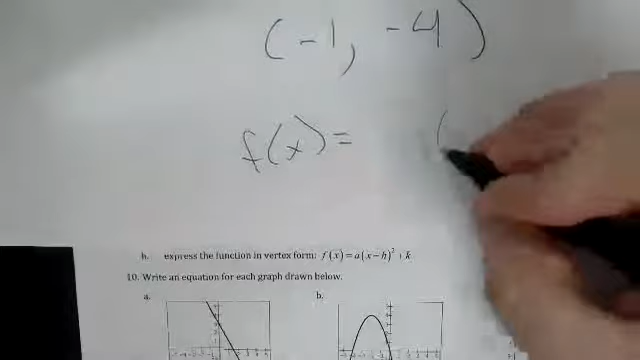 (-1, -4)
f(x) = (
h. express the function in vertex form: f(x)=a(x-h)²+k
10. Write an equation for each graph drawn below.
a. b.